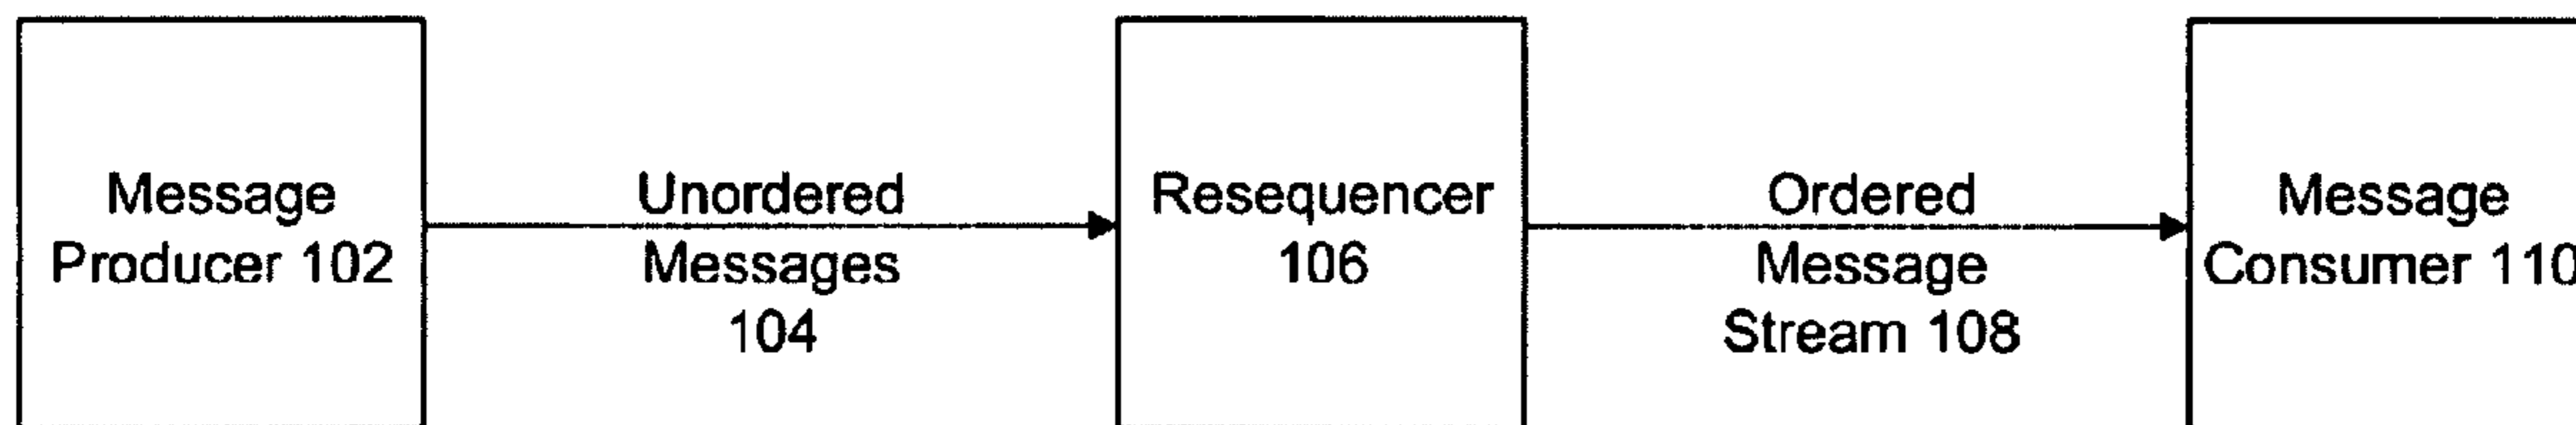 Message
Producer 102
Unordered
Messages
104
Resequencer
106
Ordered
Message
Stream 108
Message
Consumer 110